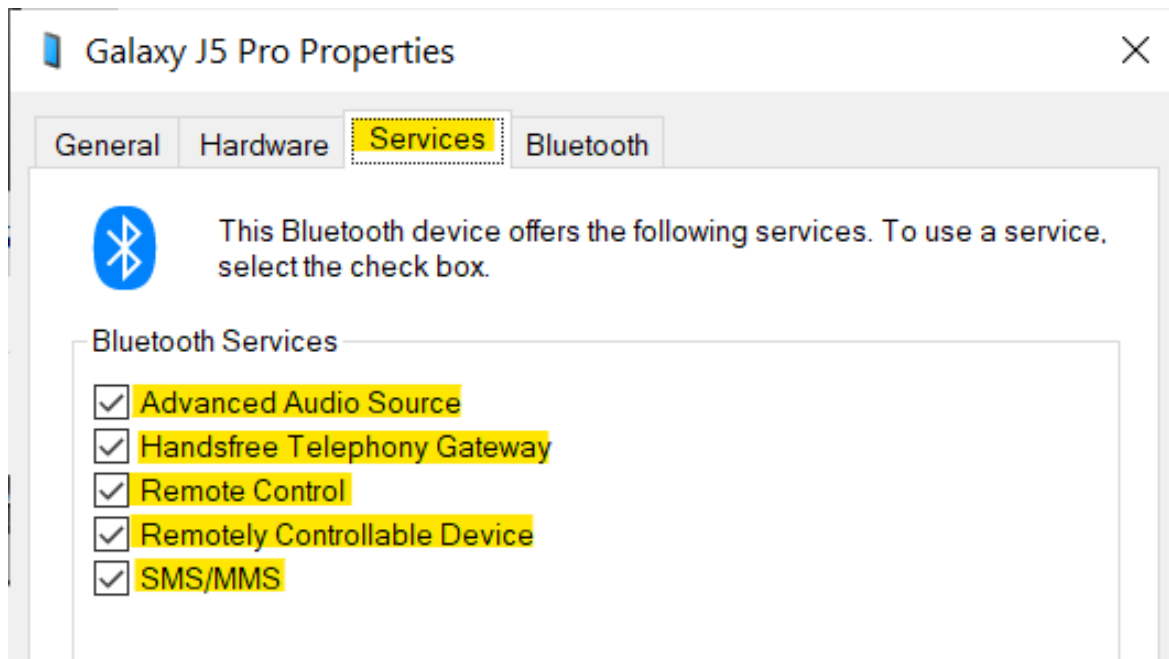 Galaxy J5 Pro Properties
General Hardware Services Bluetooth
This Bluetooth device offers the following services. To use a service,
select the check box.
Bluetooth Services
Advanced Audio Source
Handsfree Telephony Gateway
Remote Control
Remotely Controllable Device
SMS/MMS